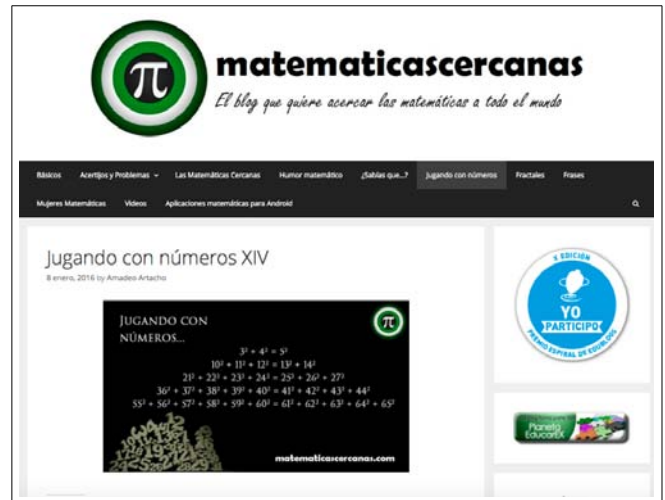 π
matematicascercanas
El blog que quiere acercar las matemáticas a todo el mundo
Básicos Acertijos y Problemas Las Matemáticas Cercanas Humor matemático ¿Sabías que...? Jugando con números Fractales Frases
Mujeres Matemáticas Videos Aplicaciones matemáticas para Android
Jugando con números XIV
8 enero, 2016 by Amadeo Artacho
JUGANDO CON
NÚMEROS...
π
3² + 4² = 5²
10² + 11² + 12² = 13² + 14²
21² + 22² + 23² + 24² = 25² + 26² + 27²
36² + 37² + 38² + 39² + 40² = 41² + 42² + 43² + 44²
55² + 56² + 57² + 58² + 59² + 60² = 61² + 62² + 63² + 64² + 65²
matematicascercanas.com
X EDICIÓN
YO
PARTICIPO
PREMIO ESPIRAL DE EDUBLOGS
Planeta
EducarEX